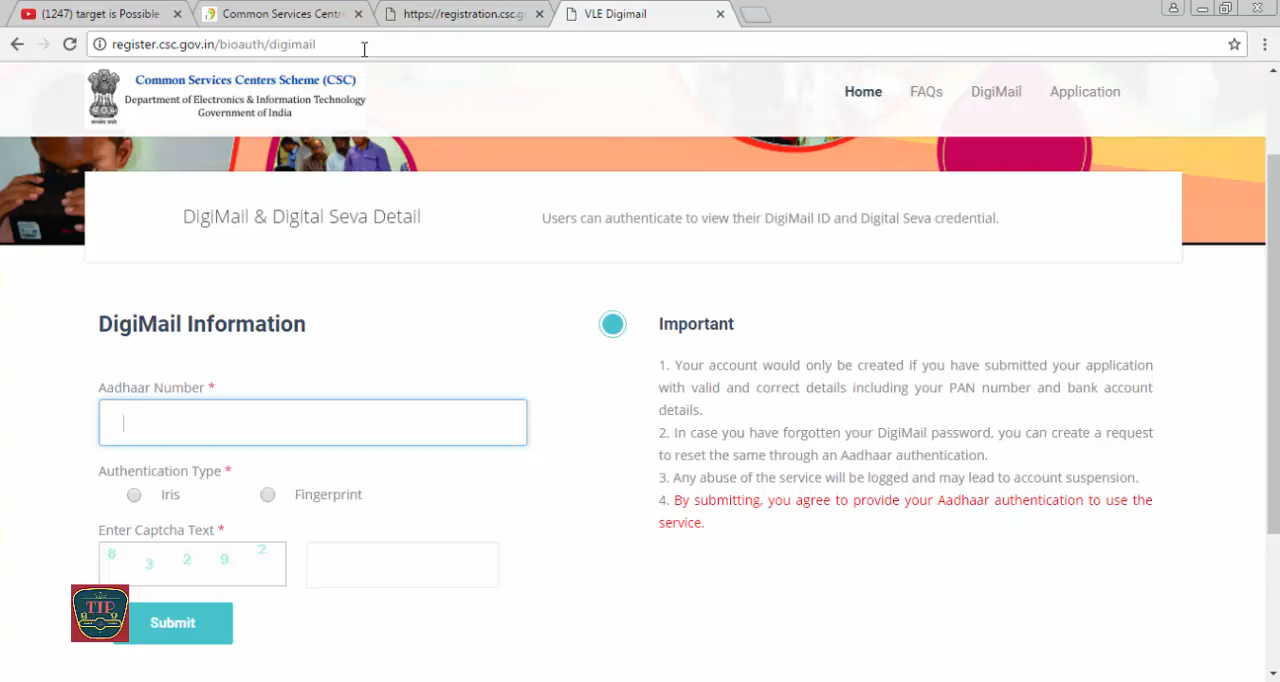 (1247) target is Possible
Common Services Centre
https://registration.csc.g
VLE Digimail
register.csc.gov.in/bioauth/digimail
Common Services Centers Scheme (CSC)
Department of Electronics & Information Technology
Government of India
Home FAQs DigiMail Application
DigiMail & Digital Seva Detail
Users can authenticate to view their DigiMail ID and Digital Seva credential.
DigiMail Information
Aadhaar Number *
Authentication Type *
Iris Fingerprint
Enter Captcha Text *
8 3 2 9 2
TIP
Submit
Important
1. Your account would only be created if you have submitted your application
with valid and correct details including your PAN number and bank account
details.
2. In case you have forgotten your DigiMail password, you can create a request
to reset the same through an Aadhaar authentication.
3. Any abuse of the service will be logged and may lead to account suspension.
4. By submitting, you agree to provide your Aadhaar authentication to use the
service.